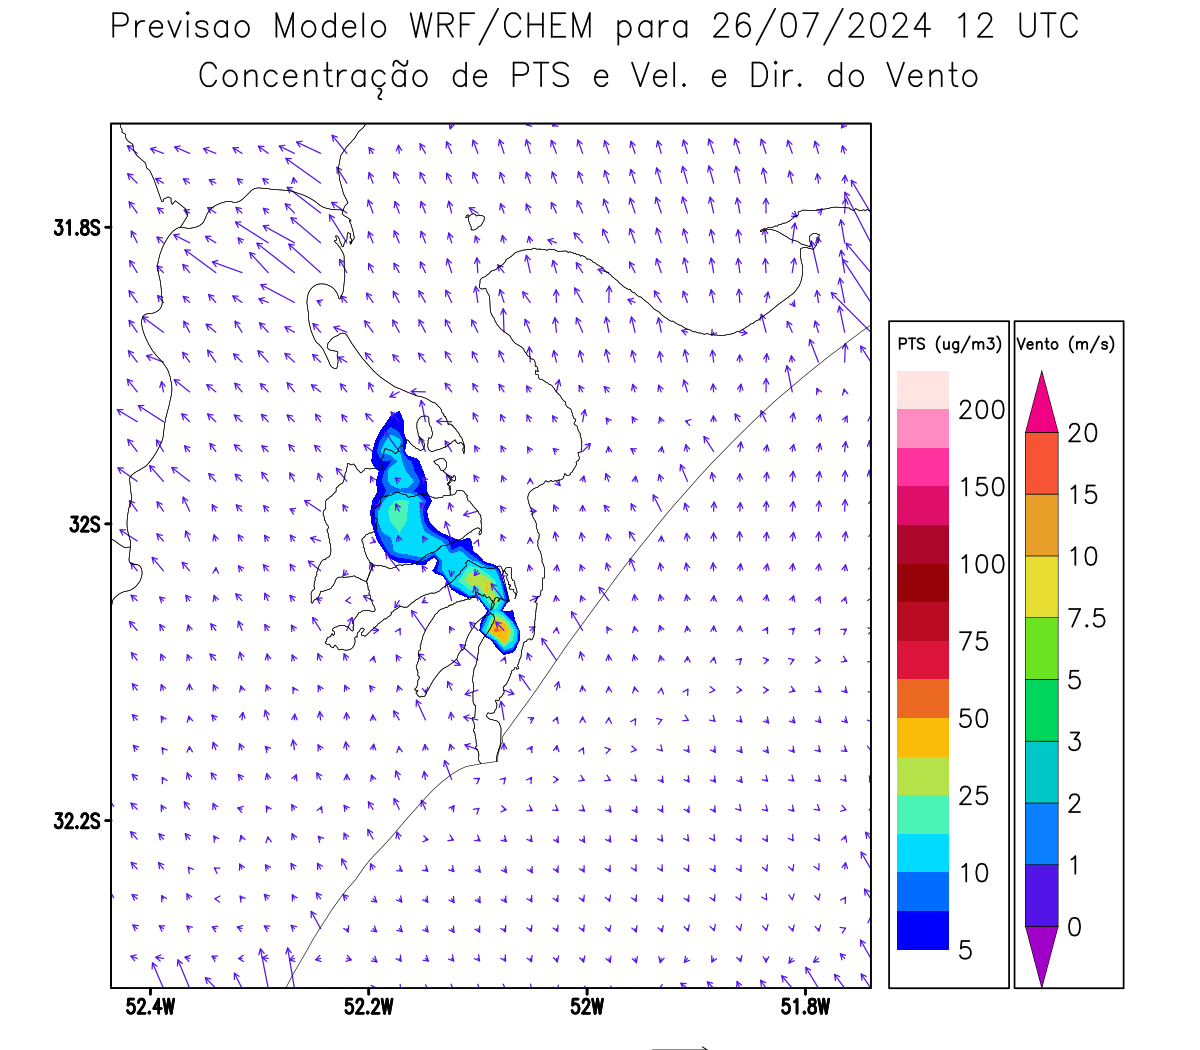 Previsao Modelo WRF/CHEM para 26/07/2024 12 UTC
Concentração de PTS e Vel. e Dir. do Vento
31.8S
32S
32.2S
52.4W 52.2W 52W 51.8W
PTS (ug/m3)
200
150
100
75
50
25
10
5
Vento (m/s)
20
15
10
7.5
5
3
2
1
0